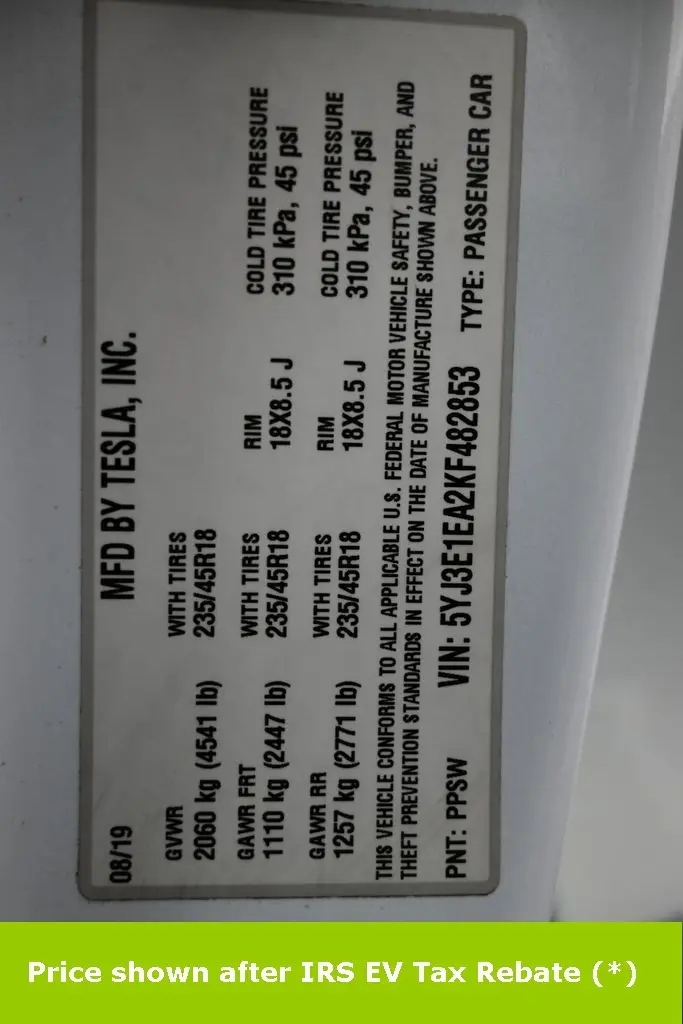 MFD BY TESLA, INC.
08/19
GVWR WITH TIRES
2060 kg (4541 lb) 235/45R18
GAWR FRT WITH TIRES RIM COLD TIRE PRESSURE
1110 kg (2447 lb) 235/45R18 18X8.5 J 310 kPa, 45 psi
GAWR RR WITH TIRES RIM COLD TIRE PRESSURE
1257 kg (2771 lb) 235/45R18 18X8.5 J 310 kPa, 45 psi
THIS VEHICLE CONFORMS TO ALL APPLICABLE U.S. FEDERAL MOTOR VEHICLE SAFETY, BUMPER, AND
THEFT PREVENTION STANDARDS IN EFFECT ON THE DATE OF MANUFACTURE SHOWN ABOVE.
PNT: PPSW VIN: 5YJ3E1EA2KF482853 TYPE: PASSENGER CAR
Price shown after IRS EV Tax Rebate (*)